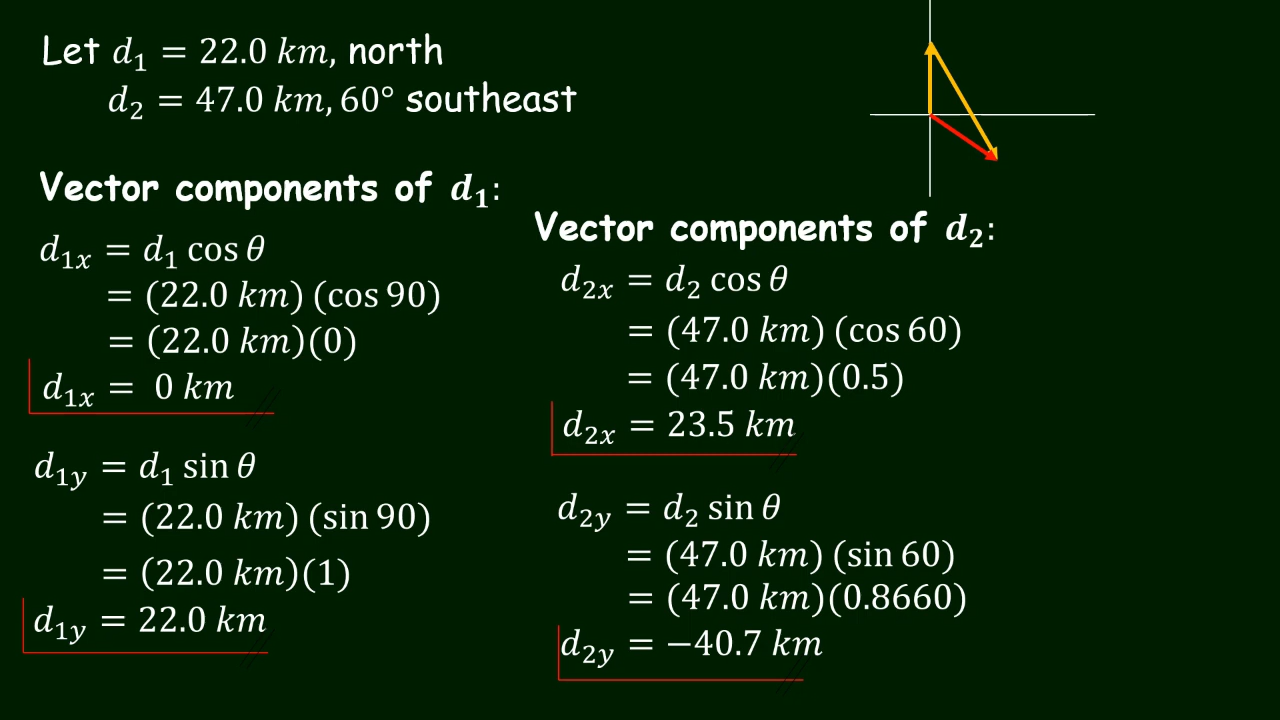 Let d₁ = 22.0 km, north
d₂ = 47.0 km, 60° southeast
Vector components of d₁:
d₁ₓ = d₁ cos θ
= (22.0 km) (cos 90)
= (22.0 km)(0)
d₁ₓ = 0 km
d₁ᵧ = d₁ sin θ
= (22.0 km) (sin 90)
= (22.0 km)(1)
d₁ᵧ = 22.0 km
Vector components of d₂:
d₂ₓ = d₂ cos θ
= (47.0 km) (cos 60)
= (47.0 km)(0.5)
d₂ₓ = 23.5 km
d₂ᵧ = d₂ sin θ
= (47.0 km) (sin 60)
= (47.0 km)(0.8660)
d₂ᵧ = −40.7 km